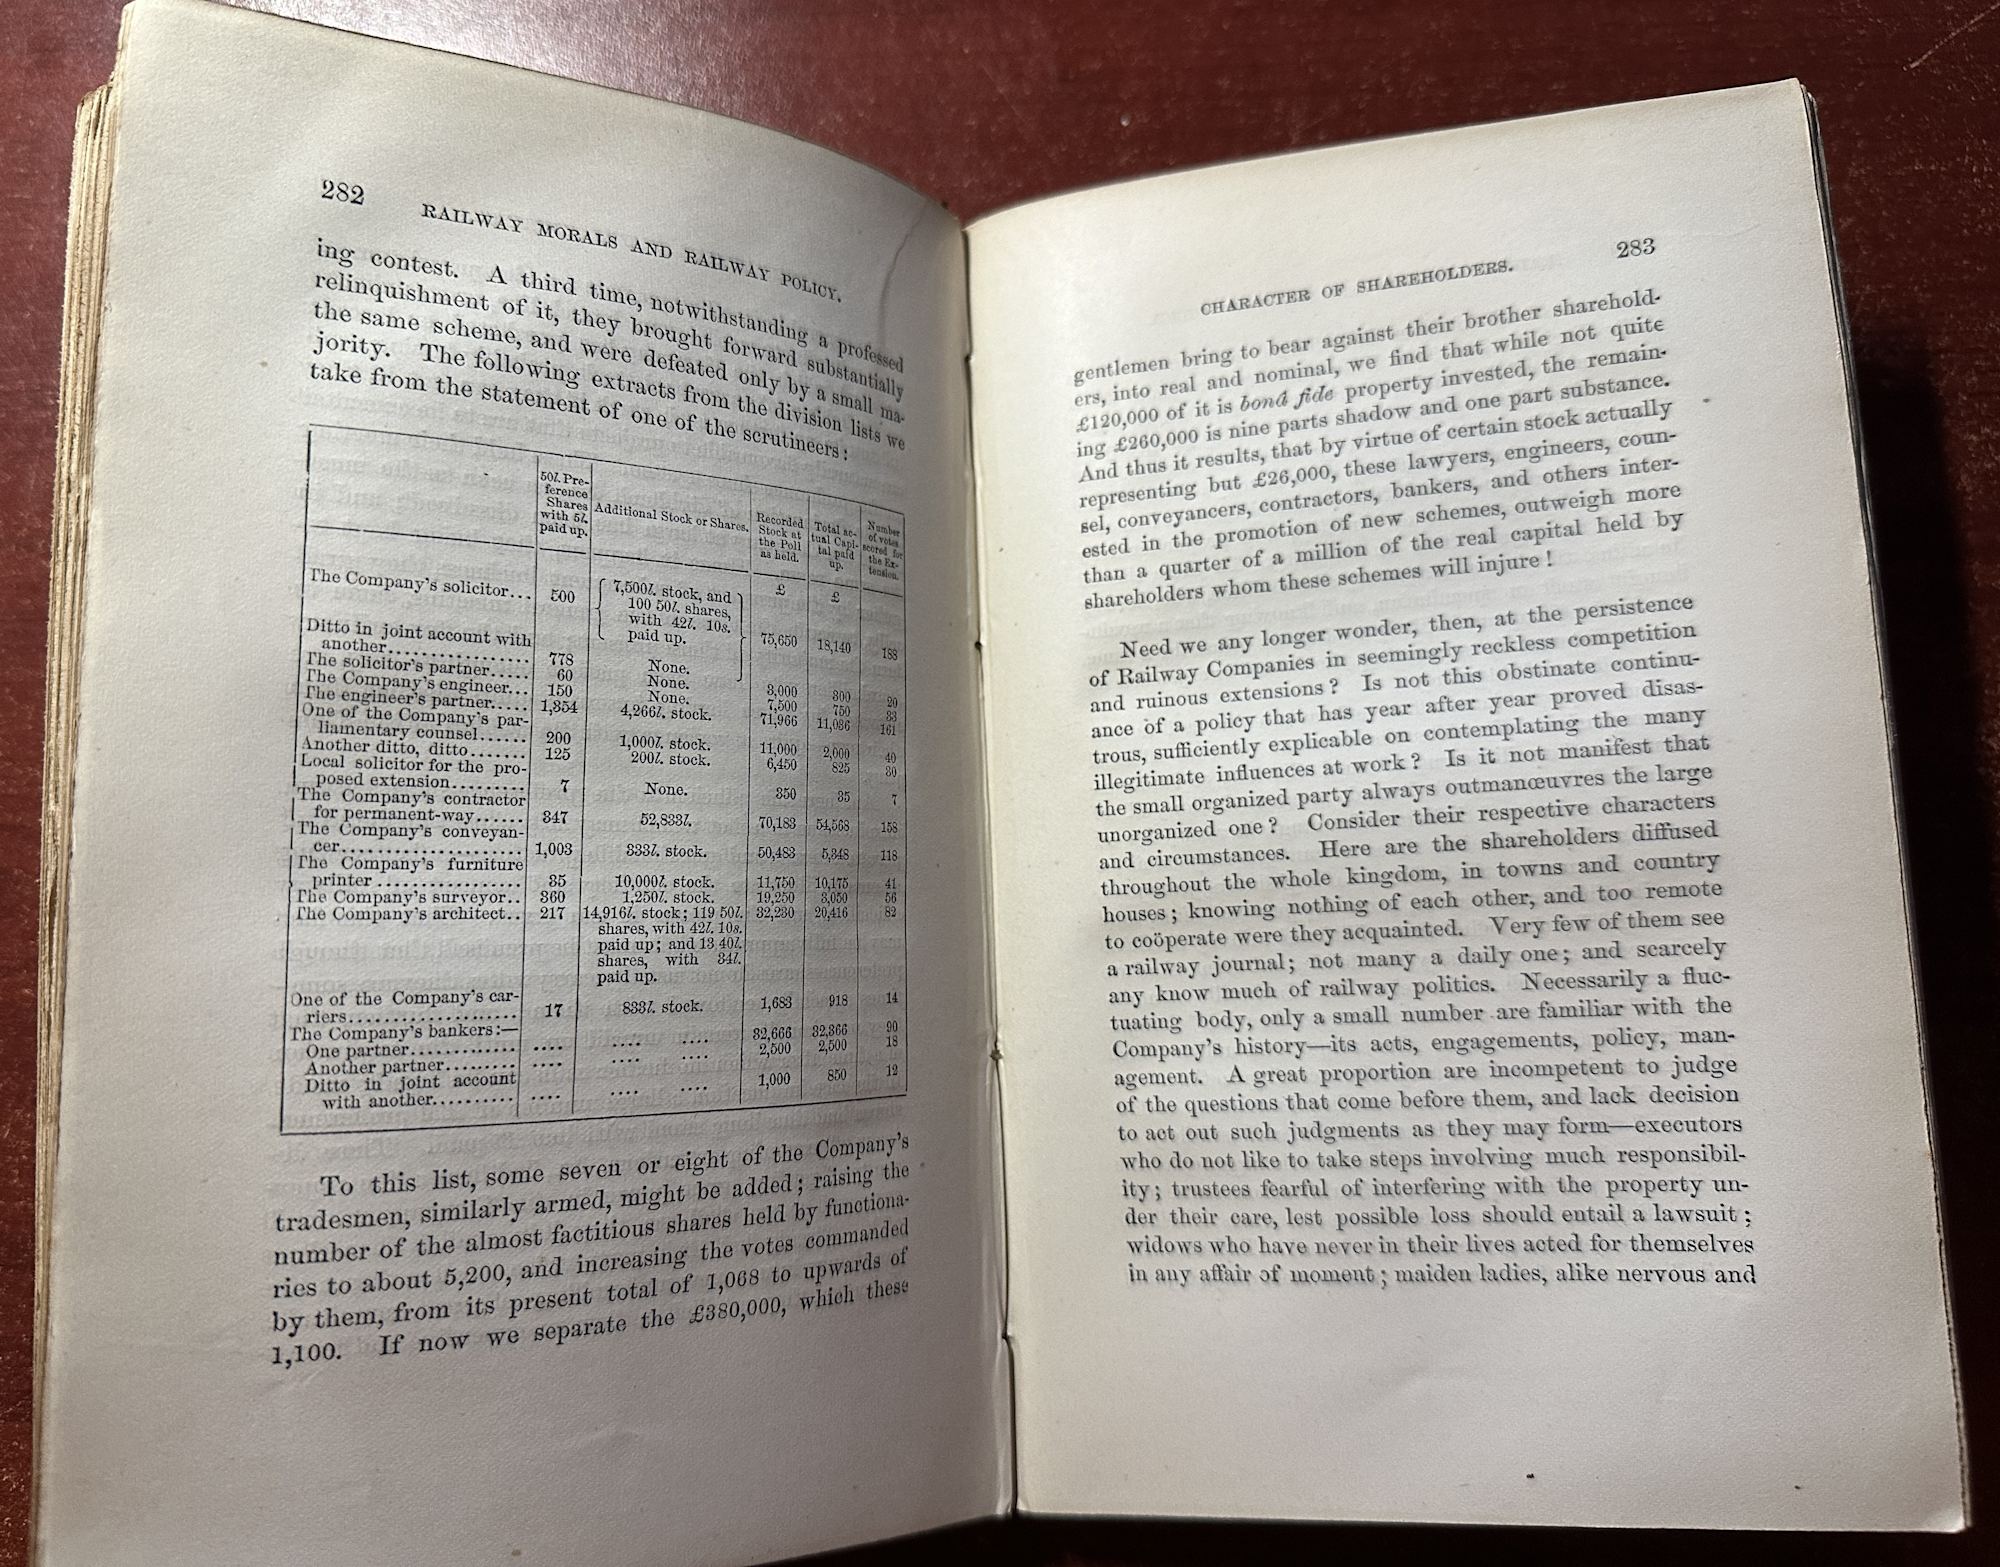 282
RAILWAY MORALS AND RAILWAY POLICY.
ing contest. A third time, notwithstanding a professed
relinquishment of it, they brought forward substantially
the same scheme, and were defeated only by a small ma-
jority. The following extracts from the division lists we
take from the statement of one of the scrutineers:
50l. Pre-
ference
Shares
with 5l.
paid up.
Additional Stock or Shares.
Recorded
Stock at
the Poll
as held.
Total ac-
tual Capi-
tal paid
up.
Number
of votes
scored for
the Ex-
tension.
£ £
The Company's solicitor... 500 7,500l. stock, and
100 50l. shares,
with 42l. 10s.
paid up. 75,650 18,140 188
Ditto in joint account with
another................. 778 None.
The solicitor's partner..... 60 None. 3,000 300 20
The Company's engineer... 150 None. 7,500 750 33
The engineer's partner..... 1,354 4,266l. stock. 71,966 11,036 161
One of the Company's par-
liamentary counsel...... 200 1,000l. stock. 11,000 2,000 40
Another ditto, ditto....... 125 200l. stock. 6,450 825 30
Local solicitor for the pro-
posed extension......... 7 None. 350 35 7
The Company's contractor
for permanent-way...... 347 52,833l. 70,183 54,568 158
The Company's conveyan-
cer..................... 1,003 333l. stock. 50,483 5,348 118
The Company's furniture
printer ................. 35 10,000l. stock. 11,750 10,175 41
The Company's surveyor.. 360 1,250l. stock. 19,250 3,050 56
The Company's architect.. 217 14,916l. stock; 119 50l. 32,230 20,416 82
shares, with 42l. 10s.
paid up; and 13 40l.
shares, with 34l.
paid up.
One of the Company's car-
riers................... 17 833l. stock. 1,683 918 14
The Company's bankers:—
One partner............. .... .... .... 32,666 32,366 90
Another partner......... .... .... .... 2,500 2,500 18
Ditto in joint account
with another.......... .... .... .... 1,000 850 12
To this list, some seven or eight of the Company's
tradesmen, similarly armed, might be added; raising the
number of the almost factitious shares held by functiona-
ries to about 5,200, and increasing the votes commanded
by them, from its present total of 1,068 to upwards of
1,100. If now we separate the £380,000, which these
CHARACTER OF SHAREHOLDERS.
283
gentlemen bring to bear against their brother sharehold-
ers, into real and nominal, we find that while not quite
£120,000 of it is bonâ fide property invested, the remain-
ing £260,000 is nine parts shadow and one part substance.
And thus it results, that by virtue of certain stock actually
representing but £26,000, these lawyers, engineers, coun-
sel, conveyancers, contractors, bankers, and others inter-
ested in the promotion of new schemes, outweigh more
than a quarter of a million of the real capital held by
shareholders whom these schemes will injure!
Need we any longer wonder, then, at the persistence
of Railway Companies in seemingly reckless competition
and ruinous extensions? Is not this obstinate continu-
ance of a policy that has year after year proved disas-
trous, sufficiently explicable on contemplating the many
illegitimate influences at work? Is it not manifest that
the small organized party always outmanœuvres the large
unorganized one? Consider their respective characters
and circumstances. Here are the shareholders diffused
throughout the whole kingdom, in towns and country
houses; knowing nothing of each other, and too remote
to coöperate were they acquainted. Very few of them see
a railway journal; not many a daily one; and scarcely
any know much of railway politics. Necessarily a fluc-
tuating body, only a small number are familiar with the
Company's history—its acts, engagements, policy, man-
agement. A great proportion are incompetent to judge
of the questions that come before them, and lack decision
to act out such judgments as they may form—executors
who do not like to take steps involving much responsibil-
ity; trustees fearful of interfering with the property un-
der their care, lest possible loss should entail a lawsuit;
widows who have never in their lives acted for themselves
in any affair of moment; maiden ladies, alike nervous and